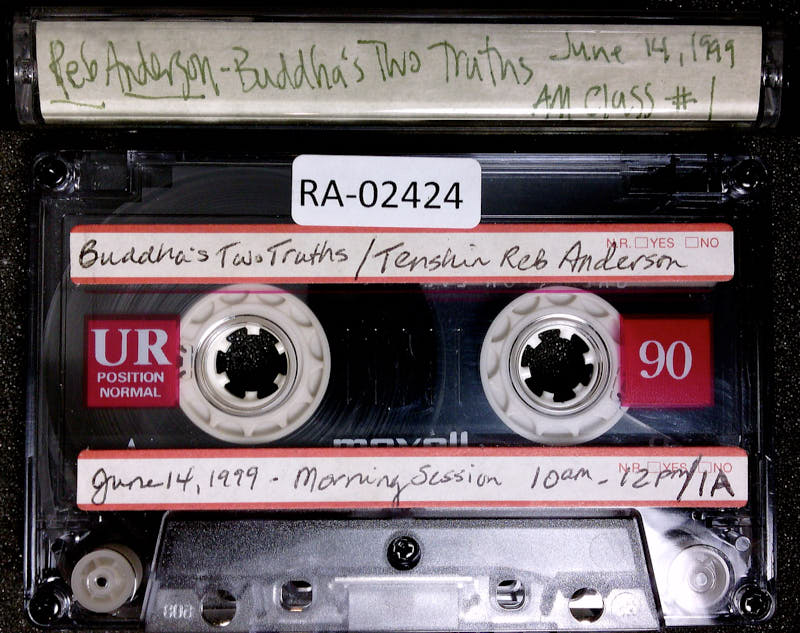 Reb Anderson - Buddha's Two Truths June 14, 1999
AM Class # 1
RA-02424
N.R. YES NO
Buddha's Two Truths / Tenshin Reb Anderson
UR
POSITION
NORMAL
90
maxell
N.R. YES NO
June 14, 1999 - Morning Session 10am - 12pm/1A